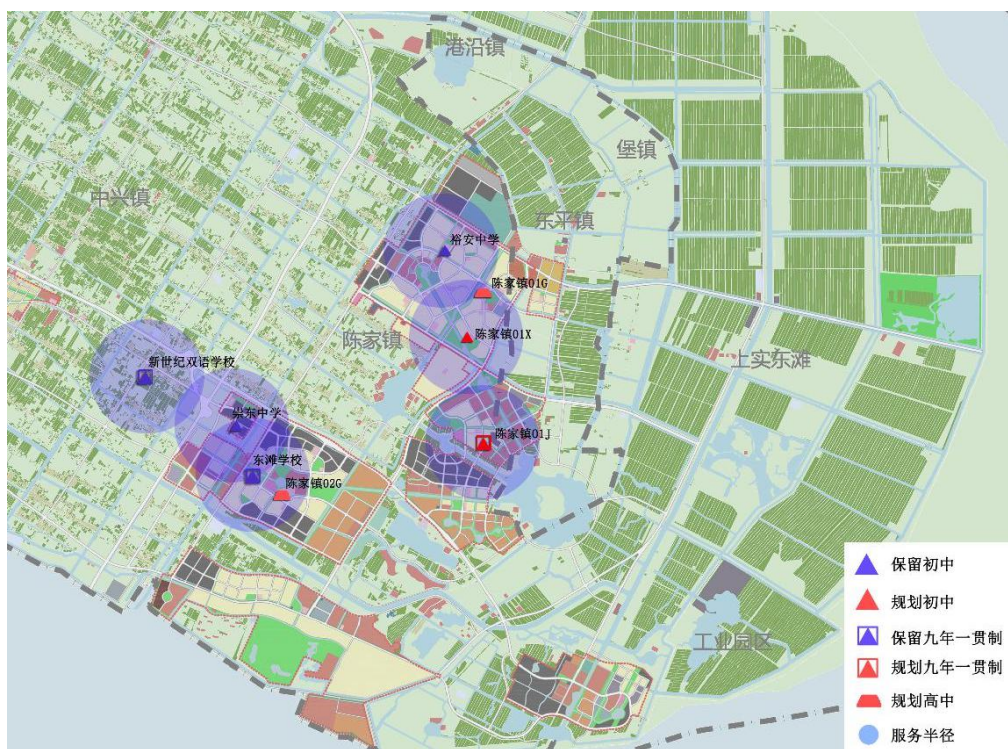 港沿镇
堡镇
中兴镇
东平镇
裕安中学
陈家镇01G
陈家镇
陈家镇01X
上实东滩
新世纪双语学校
崇东中学
陈家镇01J
东滩学校
陈家镇02G
工业园区
保留初中
规划初中
保留九年一贯制
规划九年一贯制
规划高中
服务半径